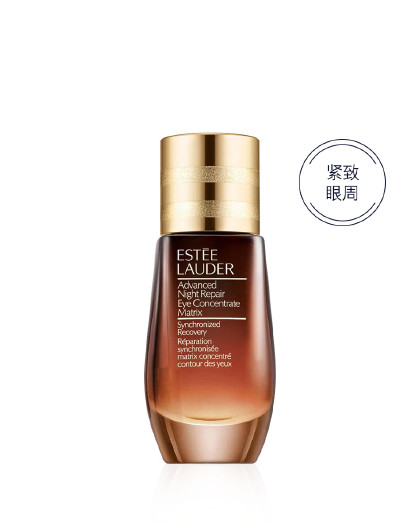 紧致
眼周
ESTĒE
LAUDER
Advanced
Night Repair
Eye Concentrate
Matrix
Synchronized
Recovery
Réparation
synchronisée
matrix concentré
contour des yeux